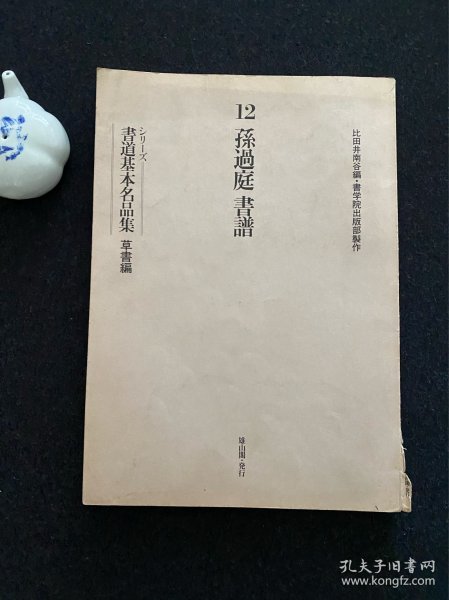 比田井南谷編・書学院出版部製作
12 孫過庭 書譜
シリーズ
書道基本名品集 草書編
雄山閣・発行
孔夫子旧书网
www.kongfz.com